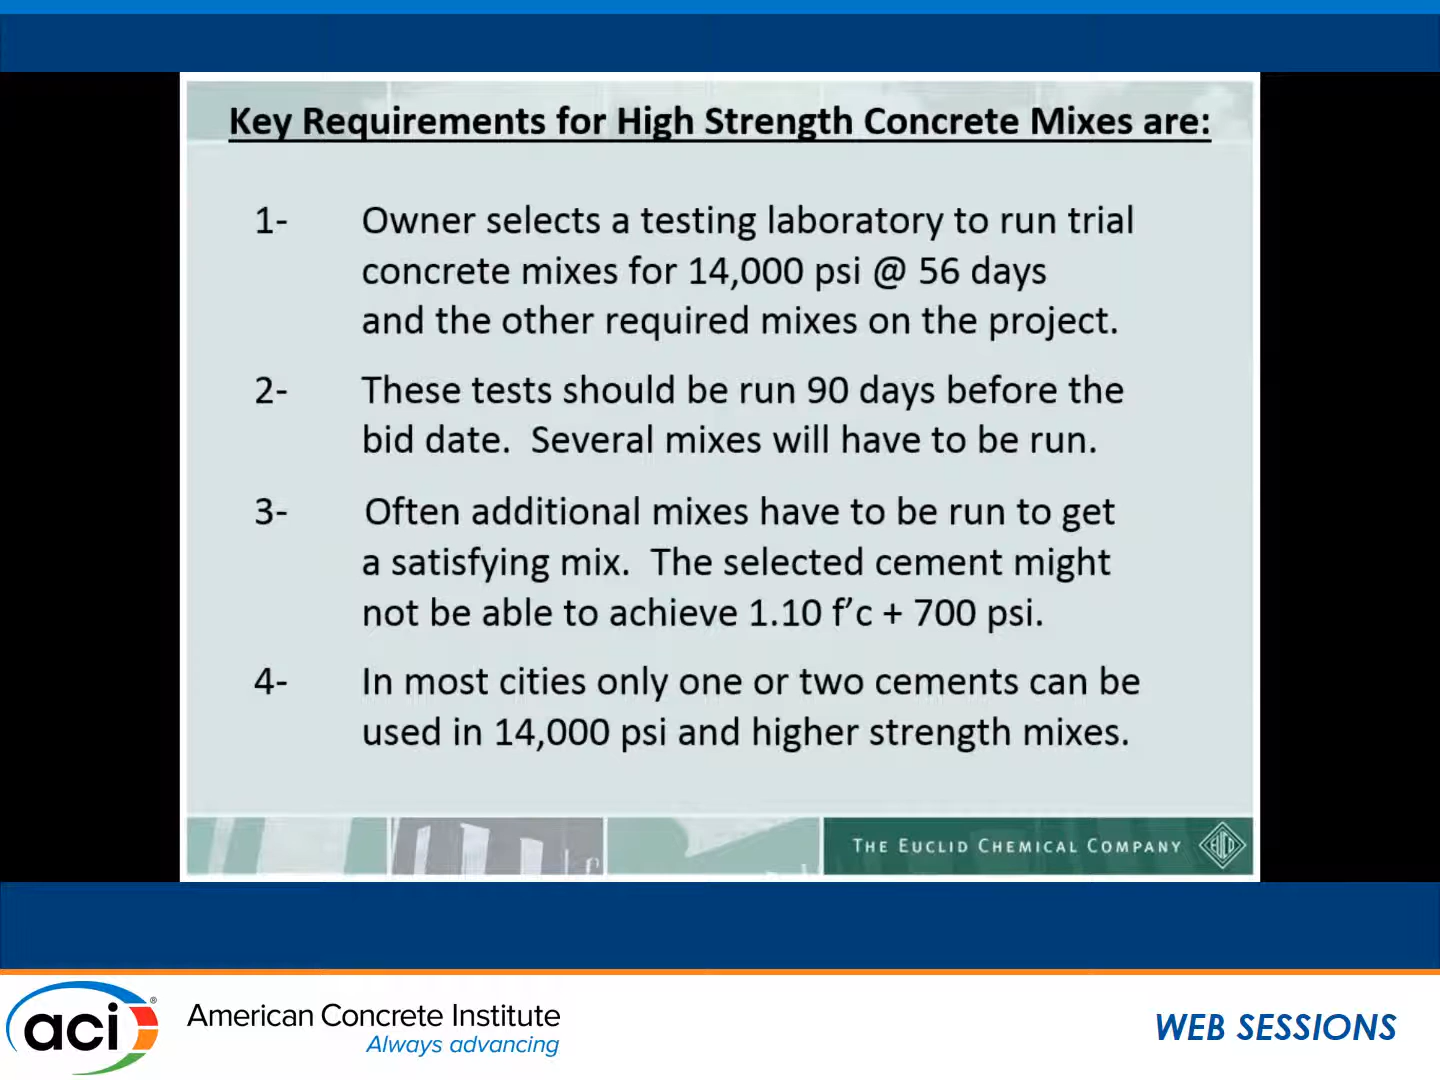 Key Requirements for High Strength Concrete Mixes are:
1- Owner selects a testing laboratory to run trial
concrete mixes for 14,000 psi @ 56 days
and the other required mixes on the project.
2- These tests should be run 90 days before the
bid date. Several mixes will have to be run.
3- Often additional mixes have to be run to get
a satisfying mix. The selected cement might
not be able to achieve 1.10 f’c + 700 psi.
4- In most cities only one or two cements can be
used in 14,000 psi and higher strength mixes.
THE EUCLID CHEMICAL COMPANY
EUCO
aci®
American Concrete Institute
Always advancing
WEB SESSIONS